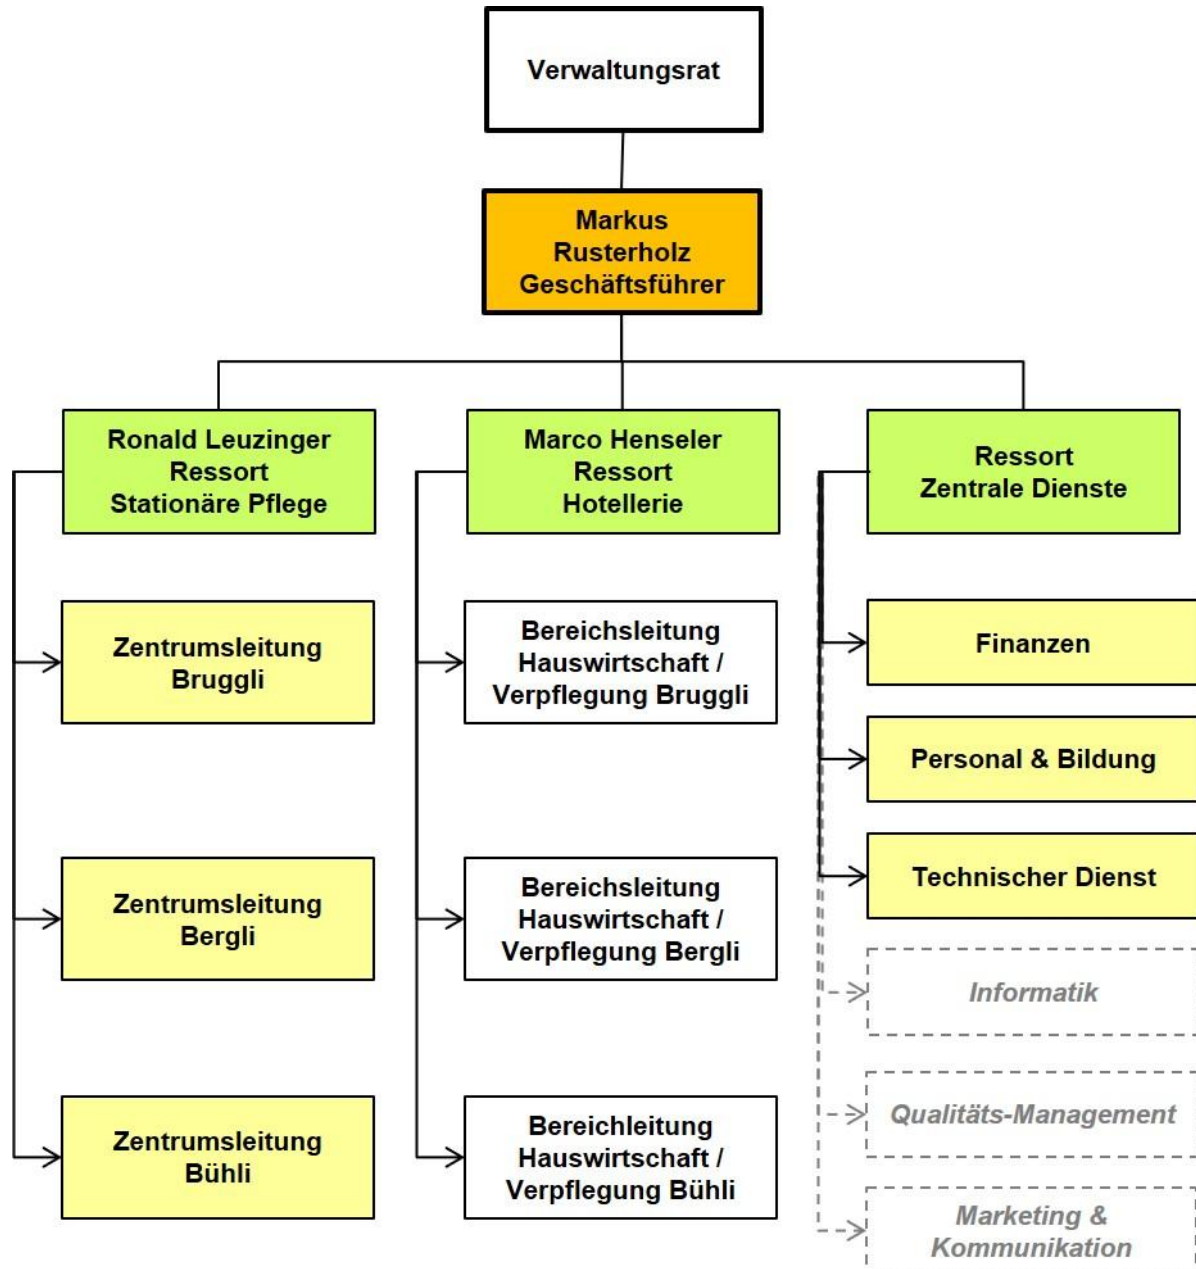 Verwaltungsrat
Markus
Rusterholz
Geschäftsführer
Ronald Leuzinger
Ressort
Stationäre Pflege
Marco Henseler
Ressort
Hotellerie
Ressort
Zentrale Dienste
Zentrumsleitung
Bruggli
Zentrumsleitung
Bergli
Zentrumsleitung
Bühli
Bereichsleitung
Hauswirtschaft /
Verpflegung Bruggli
Bereichsleitung
Hauswirtschaft /
Verpflegung Bergli
Bereichleitung
Hauswirtschaft /
Verpflegung Bühli
Finanzen
Personal & Bildung
Technischer Dienst
Informatik
Qualitäts-Management
Marketing &
Kommunikation